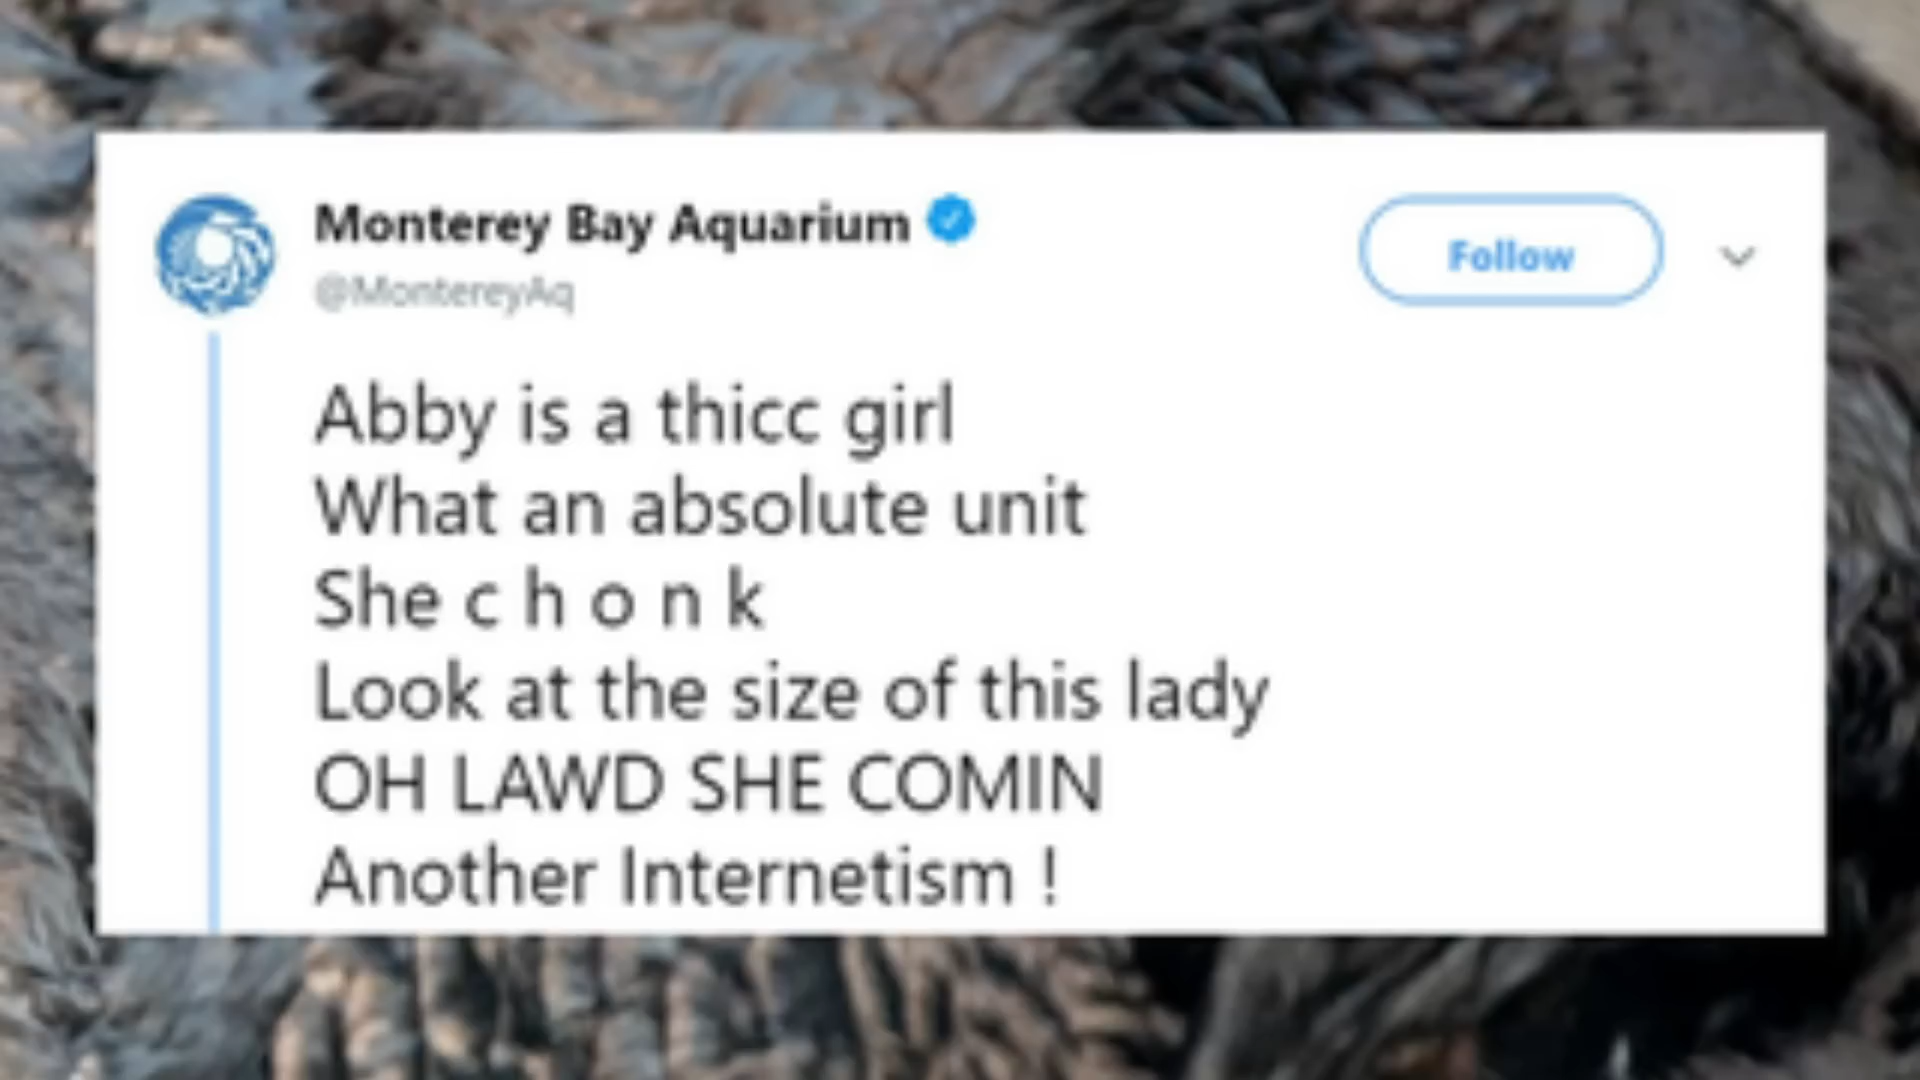 Monterey Bay Aquarium
@MontereyAq
Follow
Abby is a thicc girl
What an absolute unit
She c h o n k
Look at the size of this lady
OH LAWD SHE COMIN
Another Internetism !